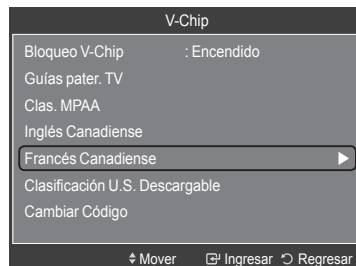 V-Chip
Bloqueo V-Chip : Encendido
Guías pater. TV
Clas. MPAA
Inglés Canadiense
Francés Canadiense
Clasificación U.S. Descargable
Cambiar Código
Mover Ingresar Regresar